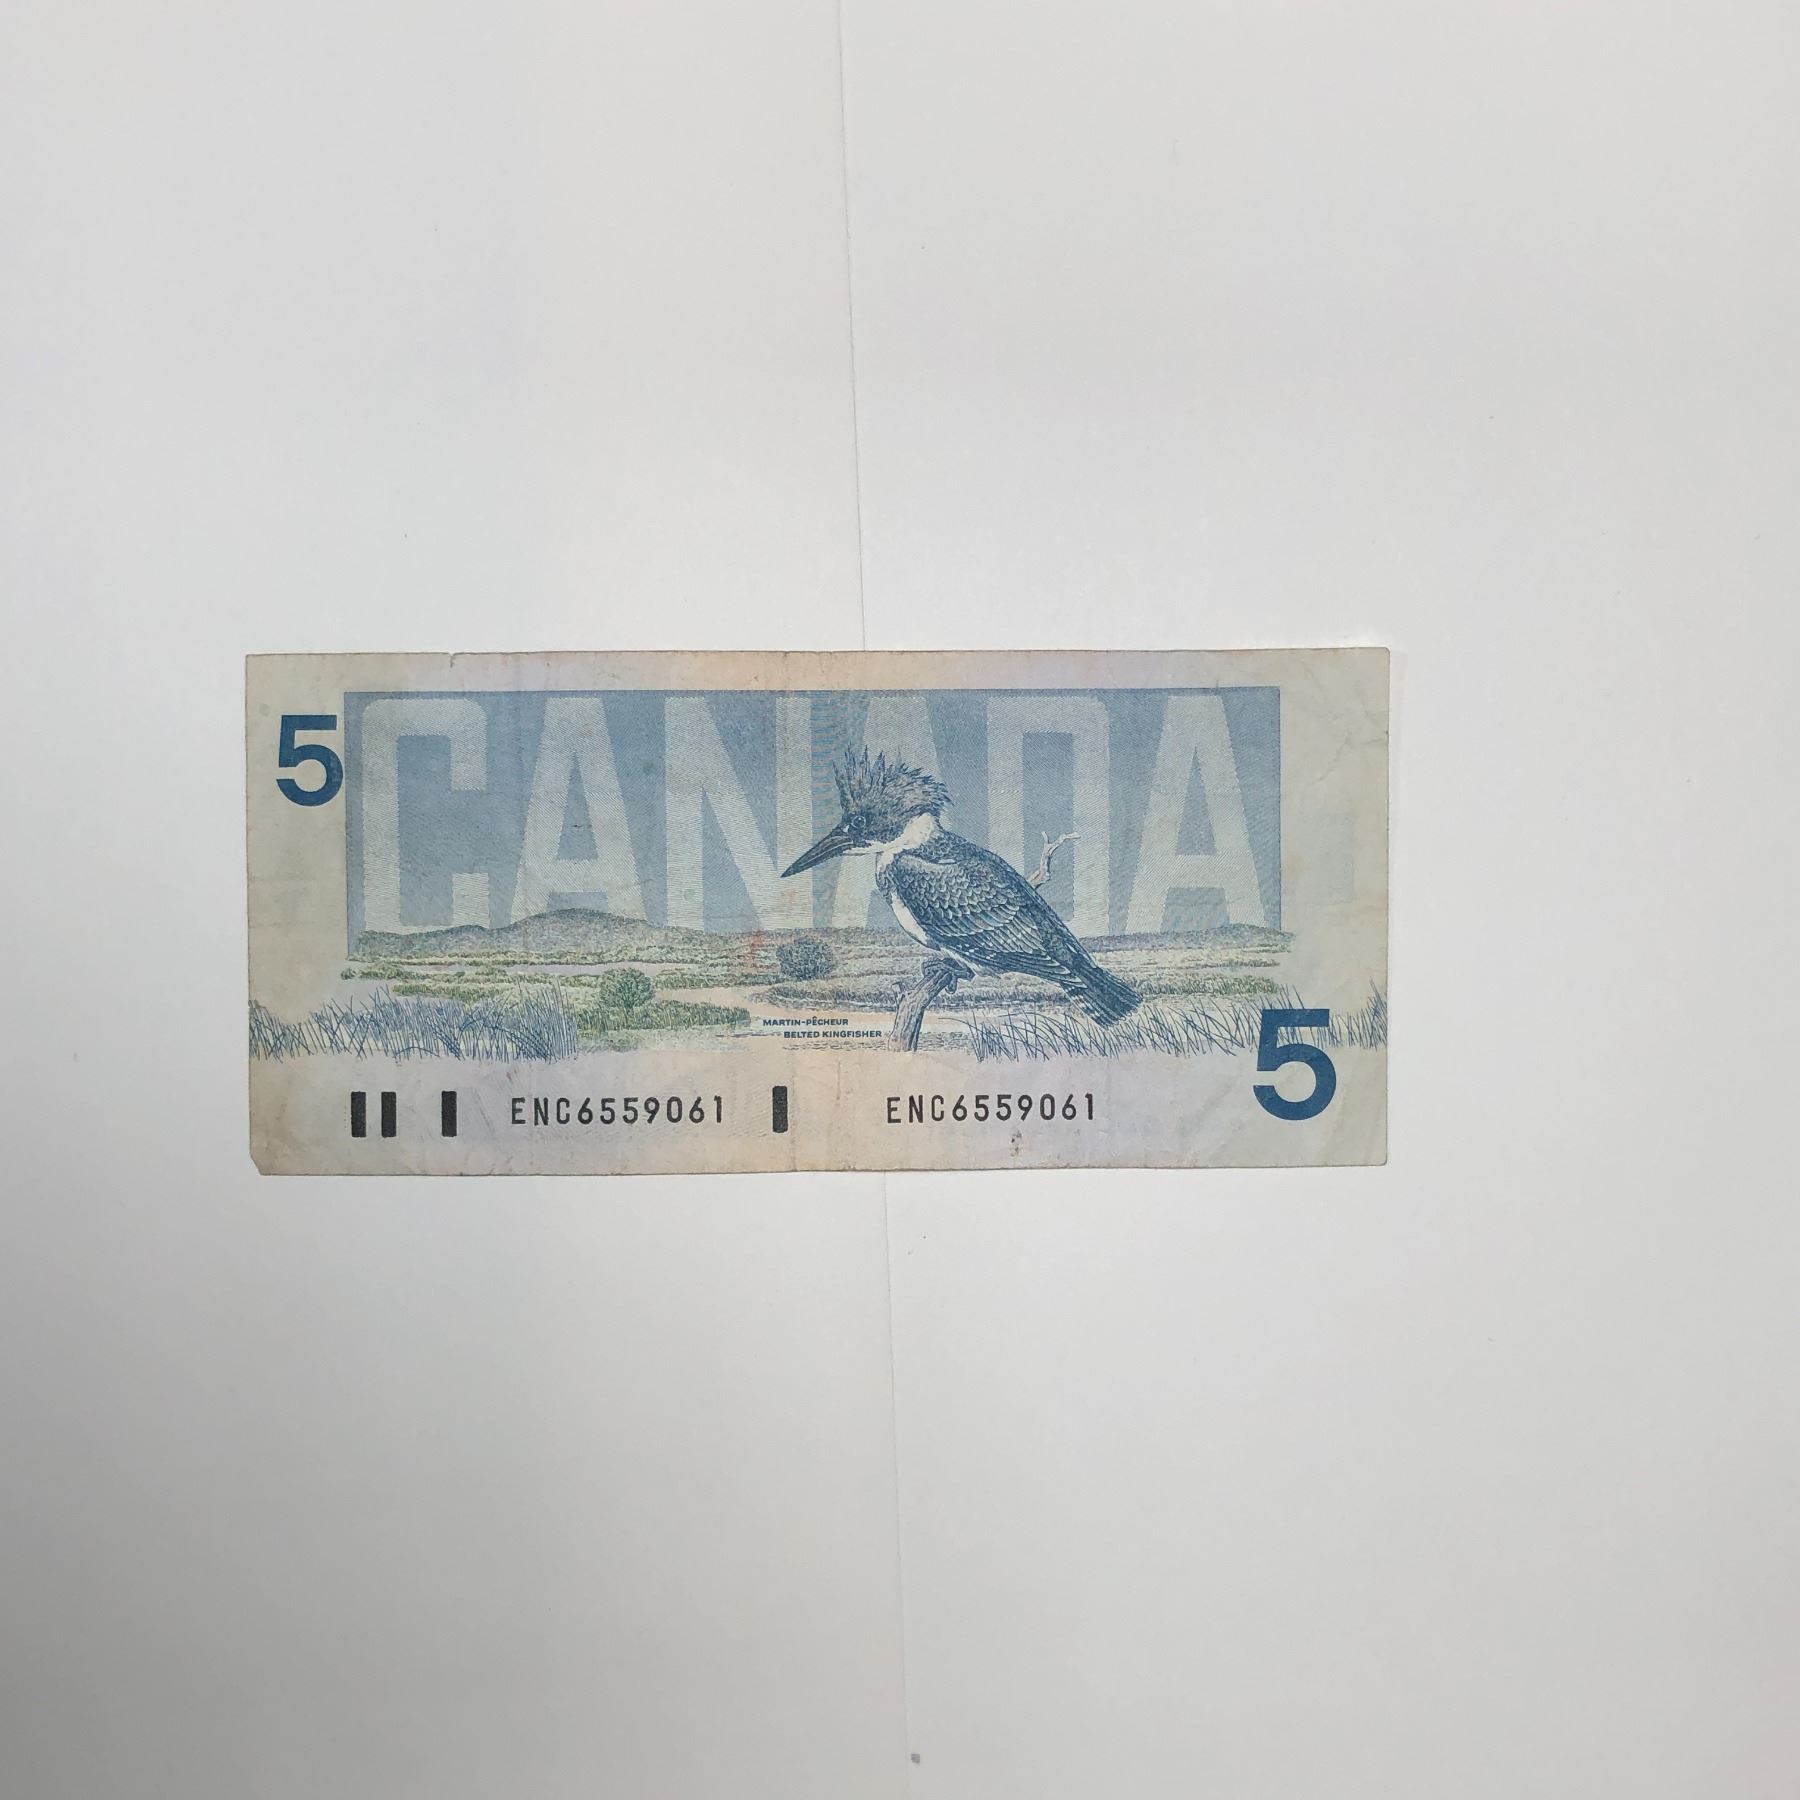 5
CANADA
MARTIN-PÊCHEUR
BELTED KINGFISHER
5
ENC6559061 ENC6559061